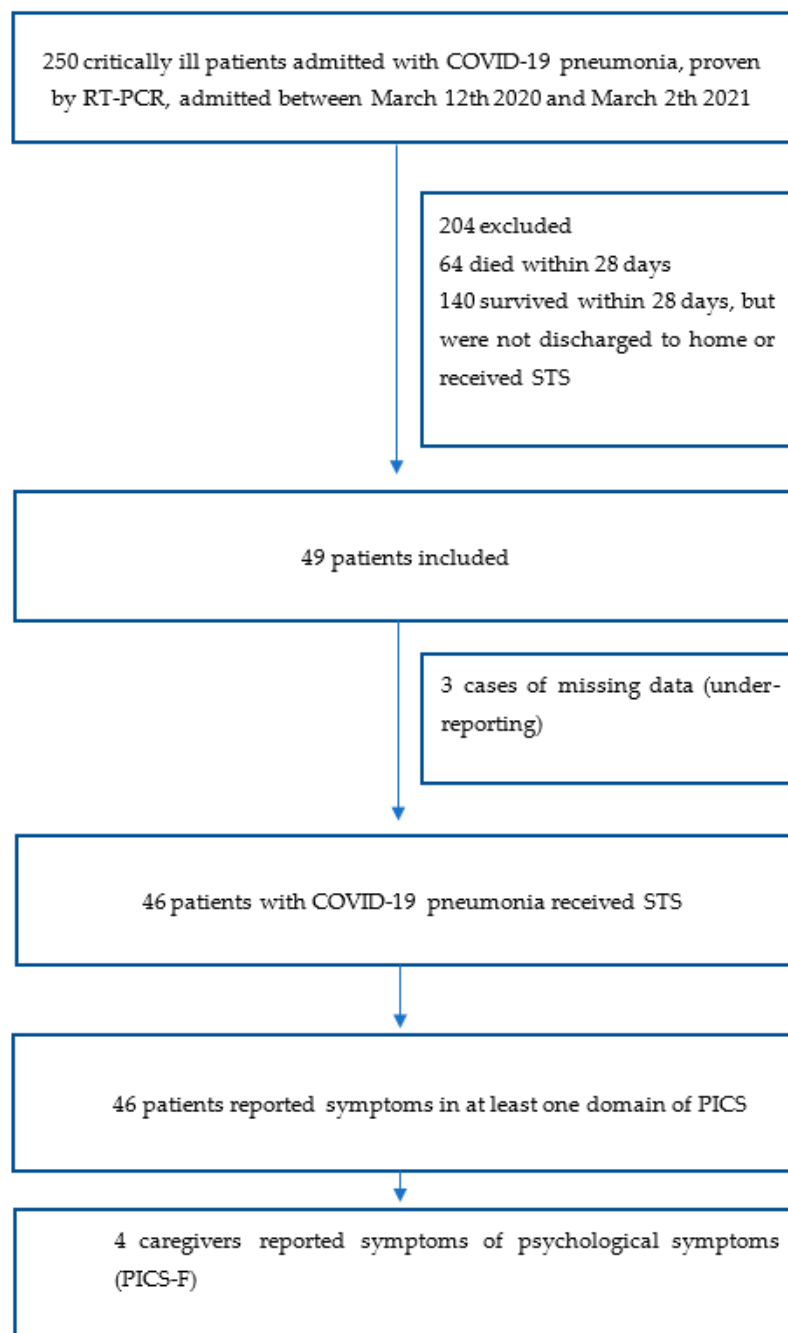 250 critically ill patients admitted with COVID-19 pneumonia, proven
by RT-PCR, admitted between March 12th 2020 and March 2th 2021
204 excluded
64 died within 28 days
140 survived within 28 days, but
were not discharged to home or
received STS
49 patients included
3 cases of missing data (under-
reporting)
46 patients with COVID-19 pneumonia received STS
46 patients reported symptoms in at least one domain of PICS
4 caregivers reported symptoms of psychological symptoms
(PICS-F)